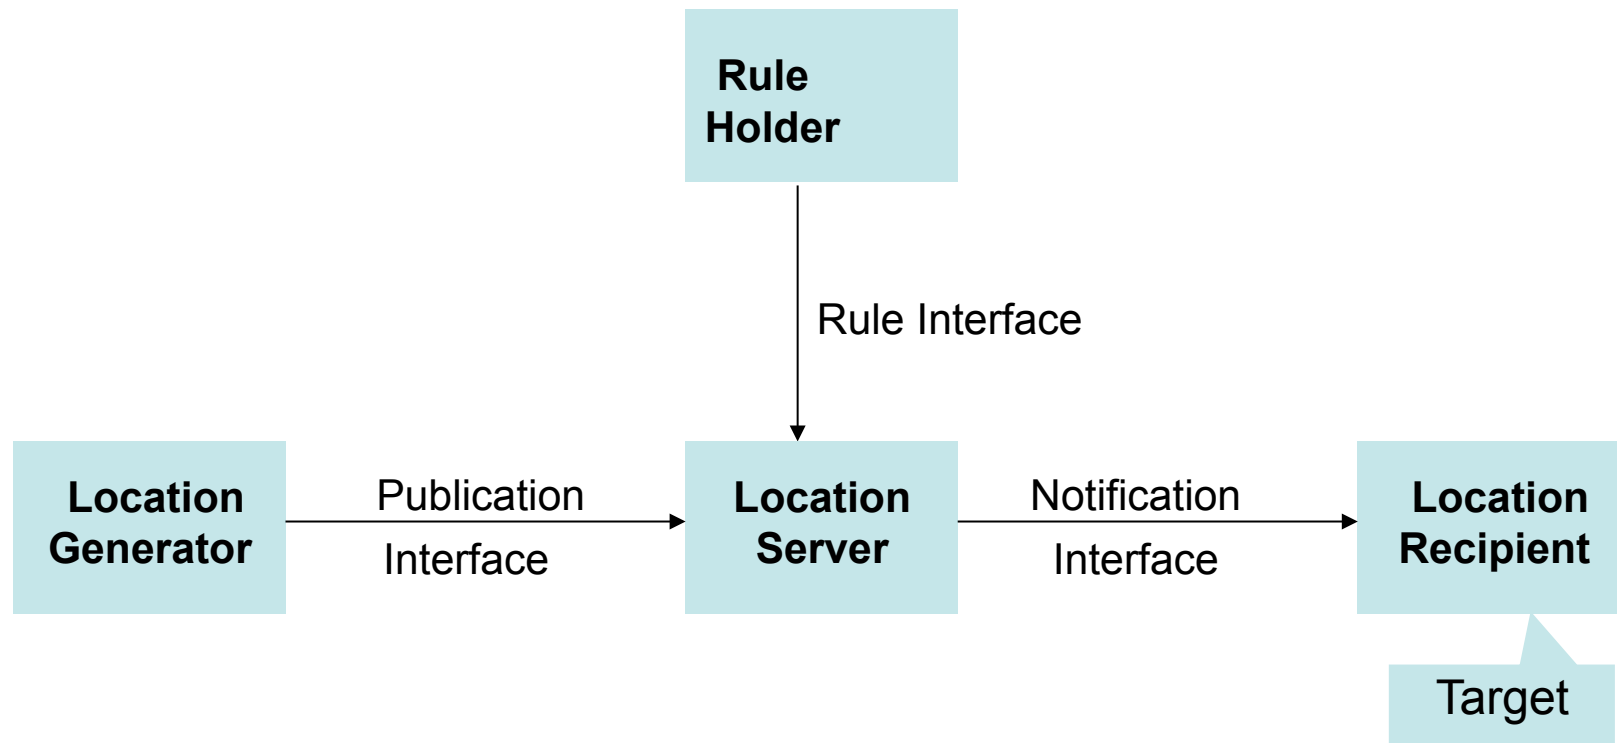 Rule
Holder
Rule Interface
Location
Generator
Publication
Interface
Location
Server
Notification
Interface
Location
Recipient
Target